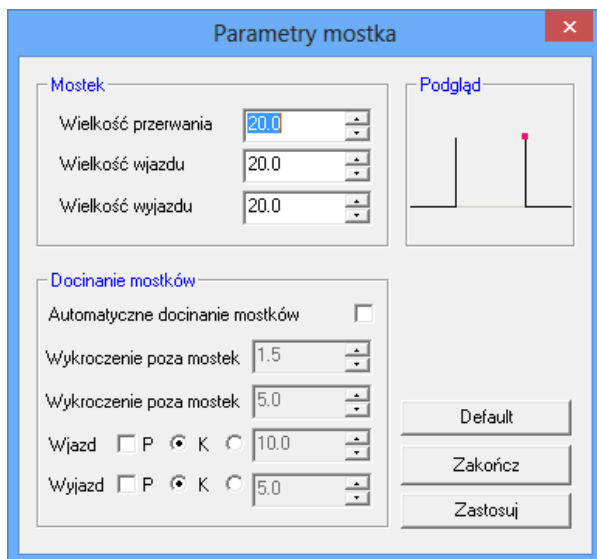 Parametry mostka
Mostek
Wielkość przerwania 20.0
Wielkość wjazdu 20.0
Wielkość wyjazdu 20.0
Podgląd
Docinanie mostków
Automatyczne docinanie mostków
Wykroczenie poza mostek 1.5
Wykroczenie poza mostek 5.0
Wjazd P K 10.0
Wyjazd P K 5.0
Default
Zakończ
Zastosuj